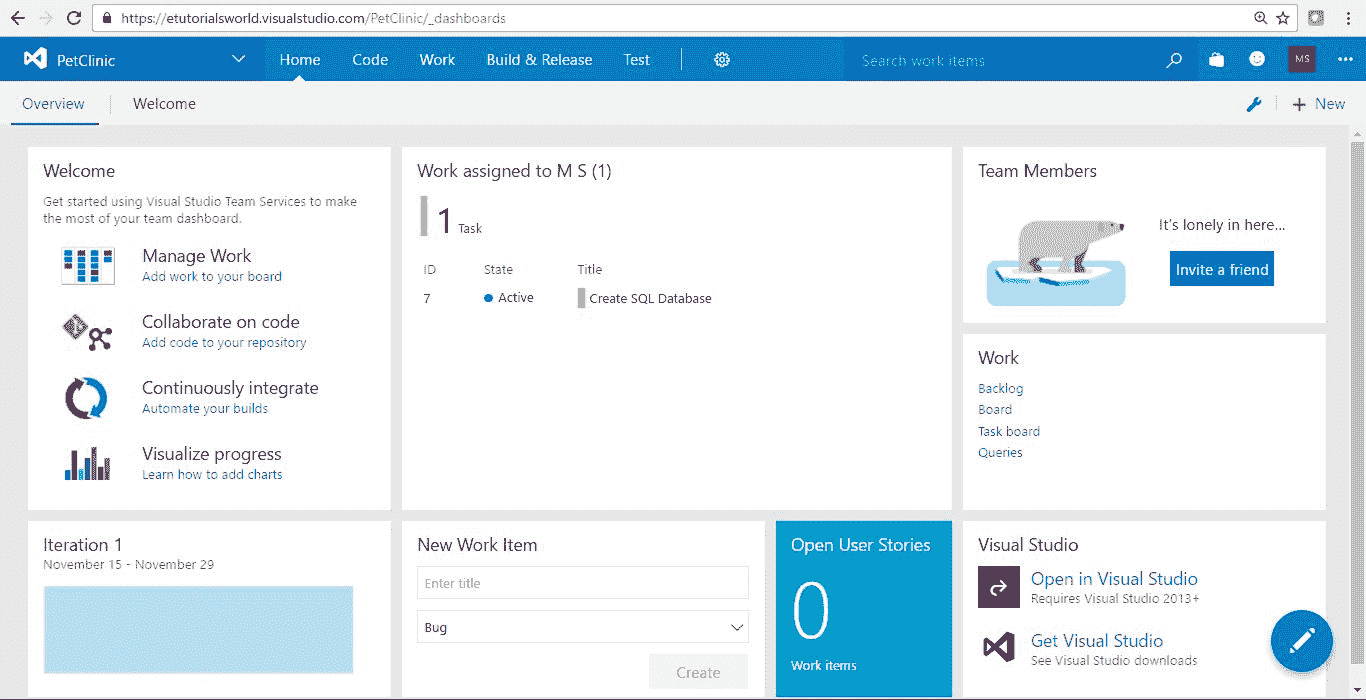 https://etutorialsworld.visualstudio.com/PetClinic/_dashboards
PetClinic Home Code Work Build & Release Test Search work items MS
Overview Welcome New
Welcome
Get started using Visual Studio Team Services to make
the most of your team dashboard.
Manage Work
Add work to your board
Collaborate on code
Add code to your repository
Continuously integrate
Automate your builds
Visualize progress
Learn how to add charts
Work assigned to M S (1)
1 Task
ID State Title
7 Active Create SQL Database
Team Members
It's lonely in here...
Invite a friend
Work
Backlog
Board
Task board
Queries
Iteration 1
November 15 - November 29
New Work Item
Enter title
Bug
Create
Open User Stories
0
Work items
Visual Studio
Open in Visual Studio
Requires Visual Studio 2013+
Get Visual Studio
See Visual Studio downloads